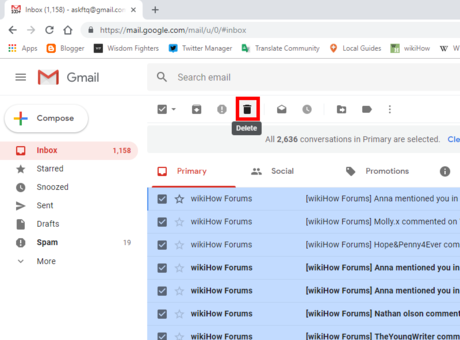 Inbox (1,158) - askftq@gmail.com
https://mail.google.com/mail/u/0/#inbox
Apps Blogger Wisdom Fighters Twitter Manager Translate Community Local Guides wikiHow
Gmail
Search email
Compose
Delete
All 2,636 conversations in Primary are selected. Cle
Inbox 1,158
Starred
Snoozed
Sent
Drafts
Spam 19
More
Primary Social Promotions
wikiHow Forums [wikiHow Forums] Anna mentioned you in
wikiHow Forums [wikiHow Forums] Molly.x commented on
wikiHow Forums [wikiHow Forums] Hope&Penny4Ever com
wikiHow Forums [wikiHow Forums] Anna mentioned you in
wikiHow Forums [wikiHow Forums] Anna mentioned you in
wikiHow Forums [wikiHow Forums] Nathan olson comment
wikiHow Forums [wikiHow Forums] TheYoungWriter comme